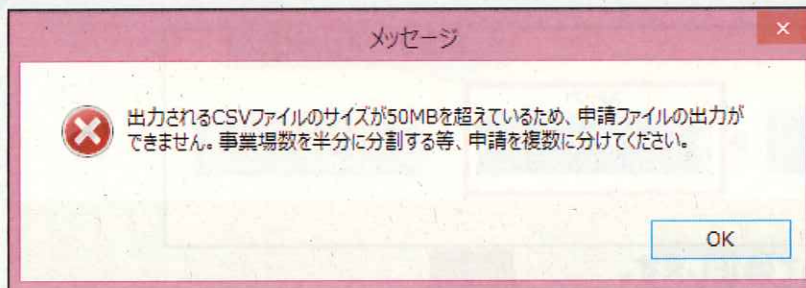 メッセージ
出力されるCSVファイルのサイズが50MBを超えているため、申請ファイルの出力が
できません。事業場数を半分に分割する等、申請を複数に分けてください。
OK